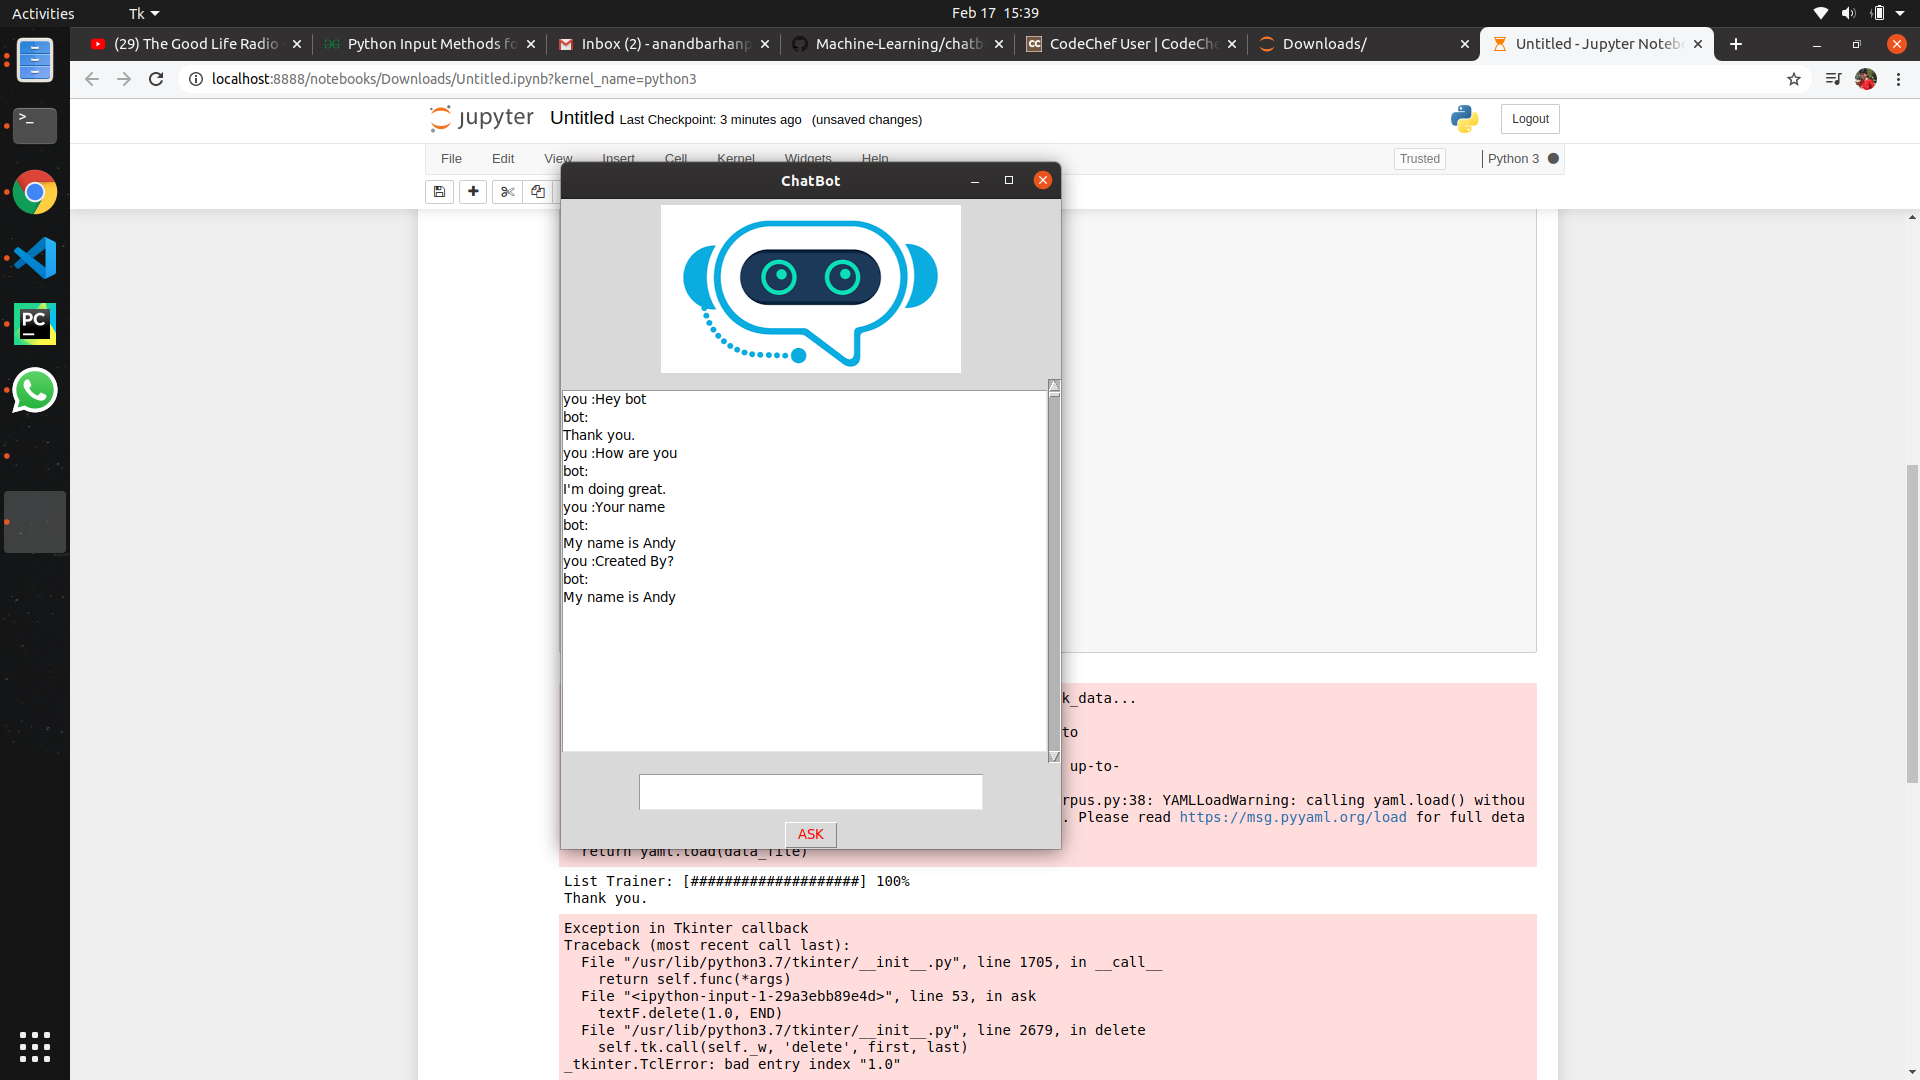 Activities
Tk
Feb 17 15:39
(29) The Good Life Radio
Python Input Methods fo
Inbox (2) - anandbarhanp
Machine-Learning/chatb
CodeChef User | CodeChe
Downloads/
Untitled - Jupyter Noteb
localhost:8888/notebooks/Downloads/Untitled.ipynb?kernel_name=python3
jupyter Untitled Last Checkpoint: 3 minutes ago (unsaved changes)
Logout
File Edit View Insert Cell Kernel Widgets Help
Trusted
Python 3
ChatBot
you :Hey bot
bot:
Thank you.
you :How are you
bot:
I'm doing great.
you :Your name
bot:
My name is Andy
you :Created By?
bot:
My name is Andy
ASK
k_data...
to
up-to-
rpus.py:38: YAMLLoadWarning: calling yaml.load() withou
. Please read https://msg.pyyaml.org/load for full deta
return yaml.load(data_file)
List Trainer: [####################] 100%
Thank you.
Exception in Tkinter callback
Traceback (most recent call last):
File "/usr/lib/python3.7/tkinter/__init__.py", line 1705, in __call__
return self.func(*args)
File "<ipython-input-1-29a3ebb89e4d>", line 53, in ask
textF.delete(1.0, END)
File "/usr/lib/python3.7/tkinter/__init__.py", line 2679, in delete
self.tk.call(self._w, 'delete', first, last)
_tkinter.TclError: bad entry index "1.0"